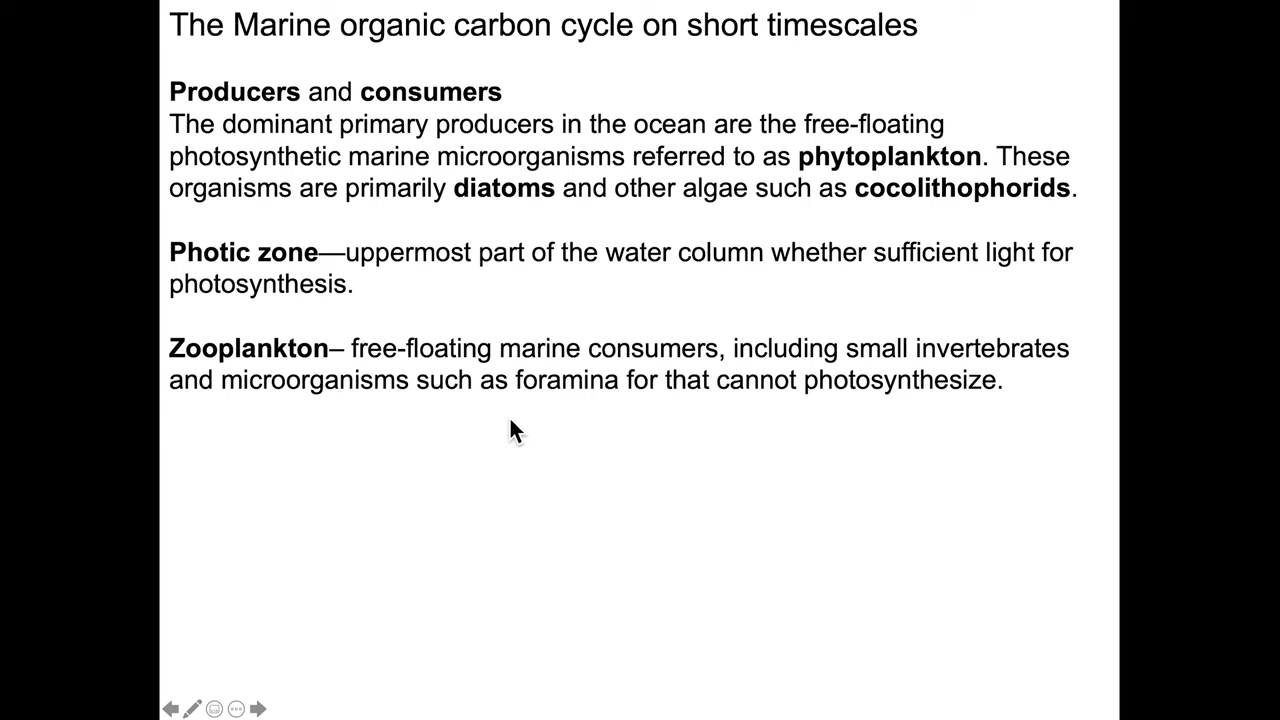 The Marine organic carbon cycle on short timescales
Producers and consumers
The dominant primary producers in the ocean are the free-floating
photosynthetic marine microorganisms referred to as phytoplankton. These
organisms are primarily diatoms and other algae such as cocolithophorids.
Photic zone—uppermost part of the water column whether sufficient light for
photosynthesis.
Zooplankton– free-floating marine consumers, including small invertebrates
and microorganisms such as foramina for that cannot photosynthesize.